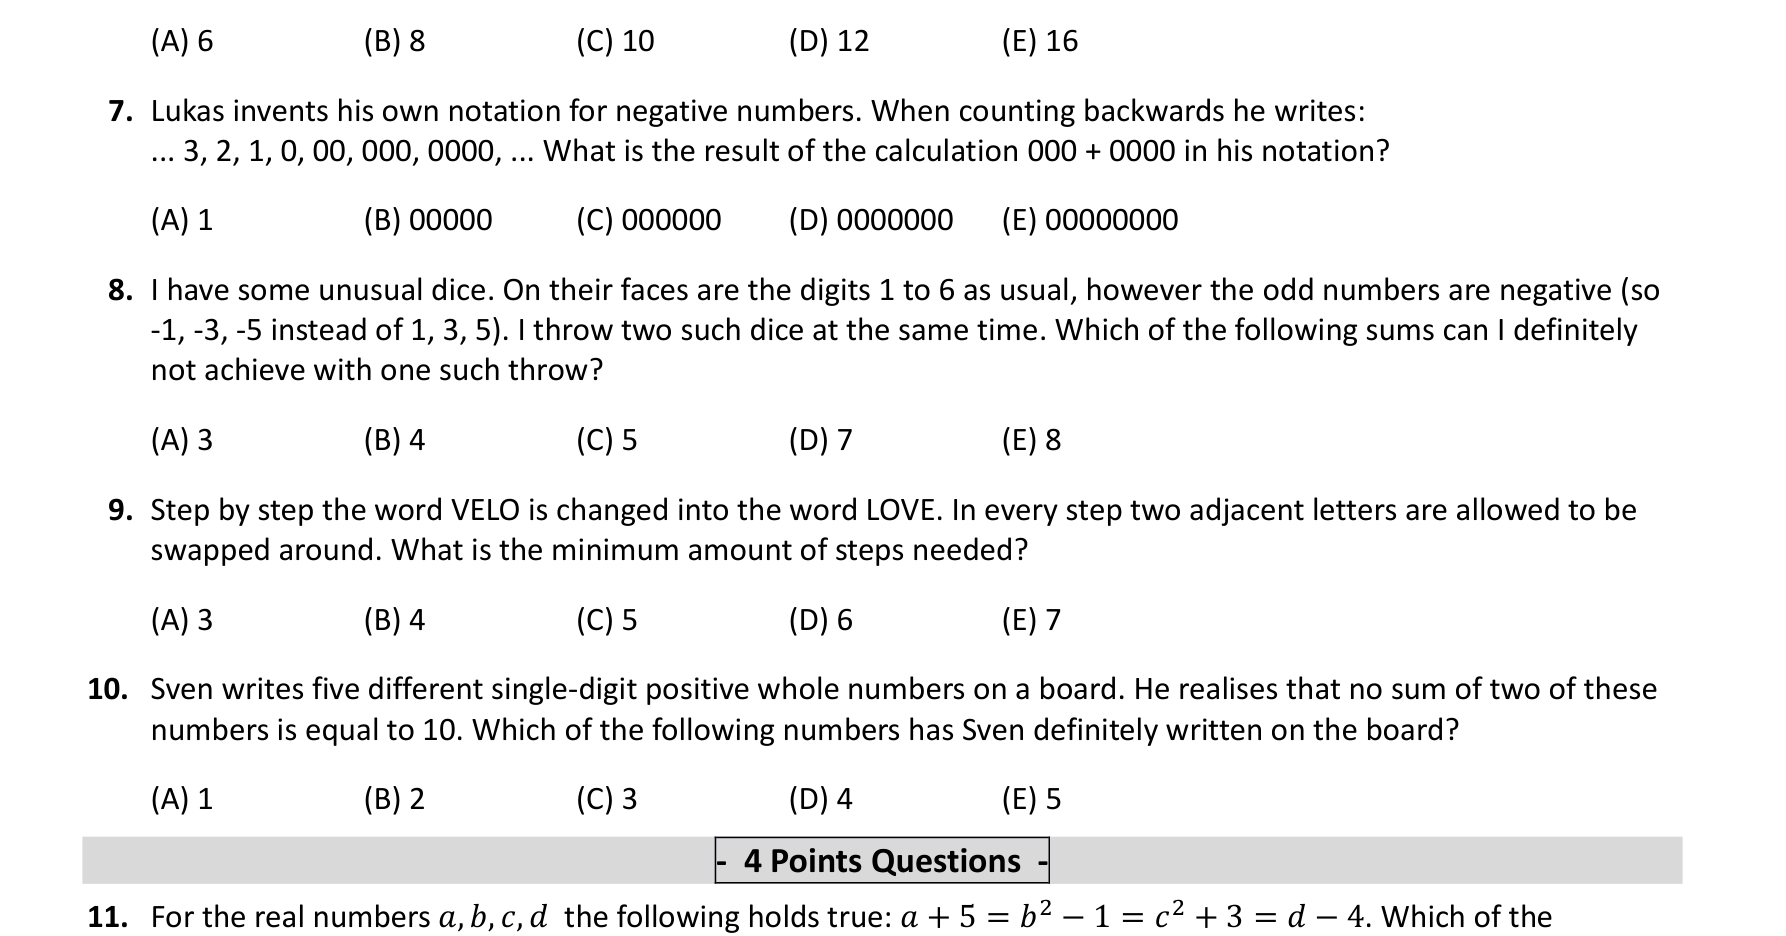 (A) 6 (B) 8 (C) 10 (D) 12 (E) 16
7. Lukas invents his own notation for negative numbers. When counting backwards he writes:
... 3, 2, 1, 0, 00, 000, 0000, ... What is the result of the calculation 000 + 0000 in his notation?
(A) 1 (B) 00000 (C) 000000 (D) 0000000 (E) 00000000
8. I have some unusual dice. On their faces are the digits 1 to 6 as usual, however the odd numbers are negative (so
-1, -3, -5 instead of 1, 3, 5). I throw two such dice at the same time. Which of the following sums can I definitely
not achieve with one such throw?
(A) 3 (B) 4 (C) 5 (D) 7 (E) 8
9. Step by step the word VELO is changed into the word LOVE. In every step two adjacent letters are allowed to be
swapped around. What is the minimum amount of steps needed?
(A) 3 (B) 4 (C) 5 (D) 6 (E) 7
10. Sven writes five different single-digit positive whole numbers on a board. He realises that no sum of two of these
numbers is equal to 10. Which of the following numbers has Sven definitely written on the board?
(A) 1 (B) 2 (C) 3 (D) 4 (E) 5
- 4 Points Questions -
11. For the real numbers a, b, c, d the following holds true: a + 5 = b² − 1 = c² + 3 = d − 4. Which of the